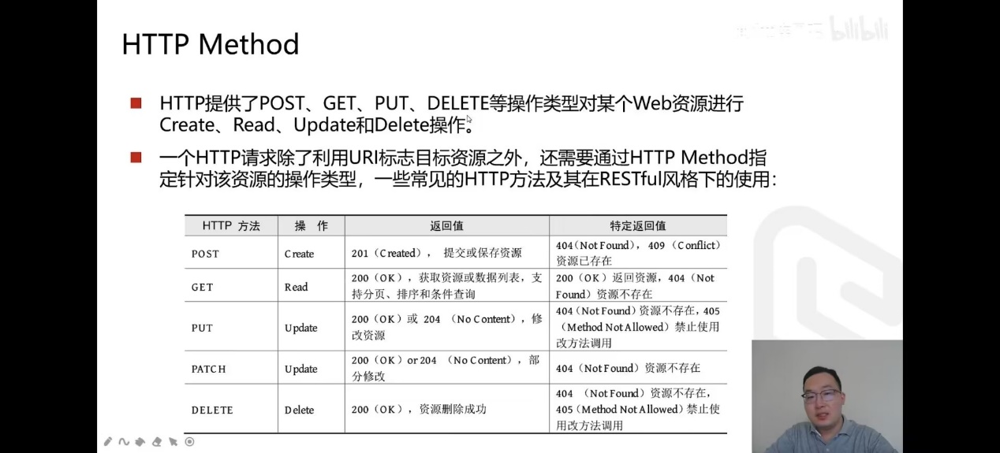 HTTP Method
bilibili
HTTP提供了POST、GET、PUT、DELETE等操作类型对某个Web资源进行
Create、Read、Update和Delete操作。
一个HTTP请求除了利用URI标志目标资源之外，还需要通过HTTP Method指
定针对该资源的操作类型，一些常见的HTTP方法及其在RESTful风格下的使用：
HTTP 方法 操 作 返回值 特定返回值
POST Create 201（Created）， 提交或保存资源 404（Not Found），409（Conflict）
资源已存在
GET Read 200（OK），获取资源或数据列表，支
持分页、排序和条件查询
200（OK）返回资源，404（Not
Found）资源不存在
PUT Update 200（OK）或 204 （No Content），修
改资源
404（Not Found）资源不存在，405
（Method Not Allowed）禁止使用
改方法调用
PATCH Update 200（OK）or 204 （No Content），部
分修改
404（Not Found）资源不存在
DELETE Delete 200（OK），资源删除成功
404 （Not Found）资源不存在，
405（Method Not Allowed）禁止使
用改方法调用